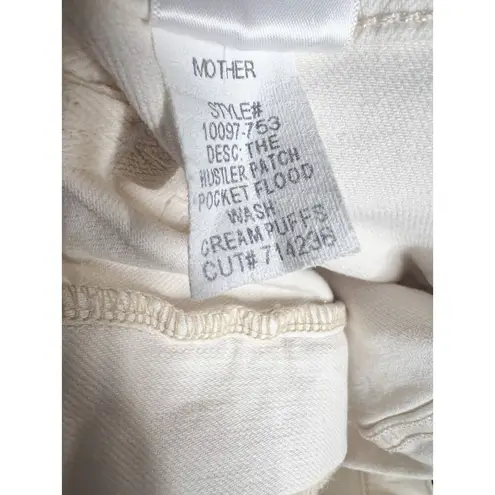 MOTHER
STYLE#
10097-753
DESC: THE
HUSTLER PATCH
POCKET FLOOD
WASH
CREAM PUFFS
CUT# 714236